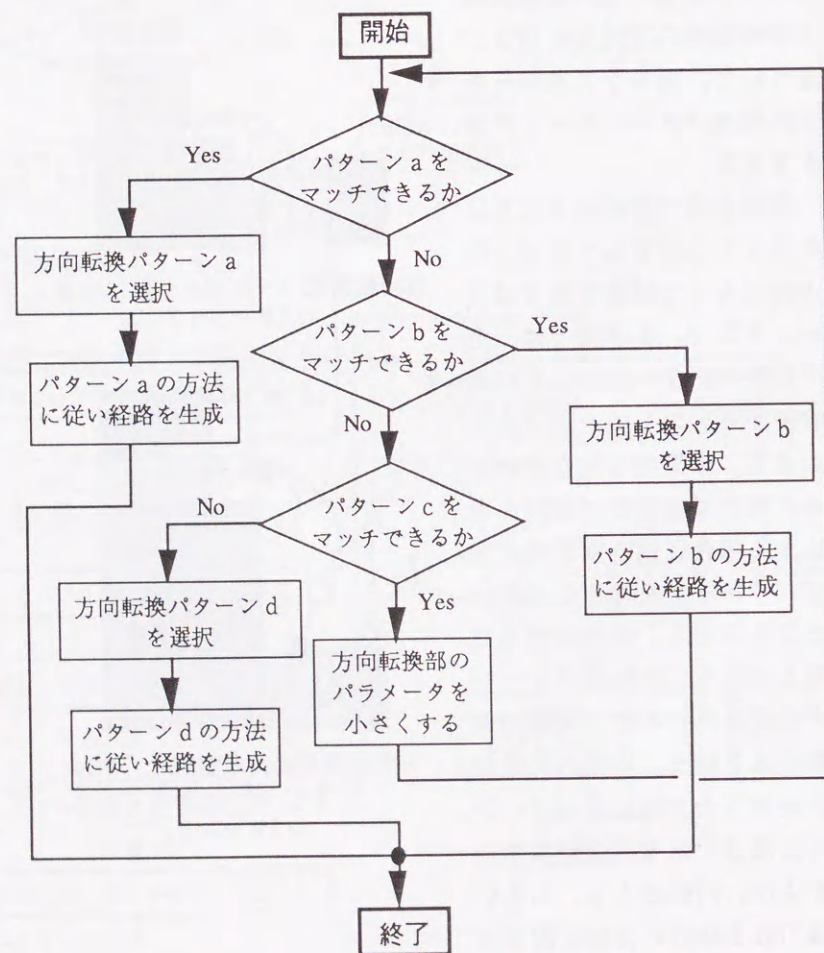 開始
パターンaを
マッチできるか
Yes
No
方向転換パターンa
を選択
パターンaの方法
に従い経路を生成
パターンbを
マッチできるか
Yes
No
方向転換パターンb
を選択
パターンbの方法
に従い経路を生成
パターンcを
マッチできるか
No
Yes
方向転換パターンd
を選択
パターンdの方法
に従い経路を生成
方向転換部の
パラメータを
小さくする
終了